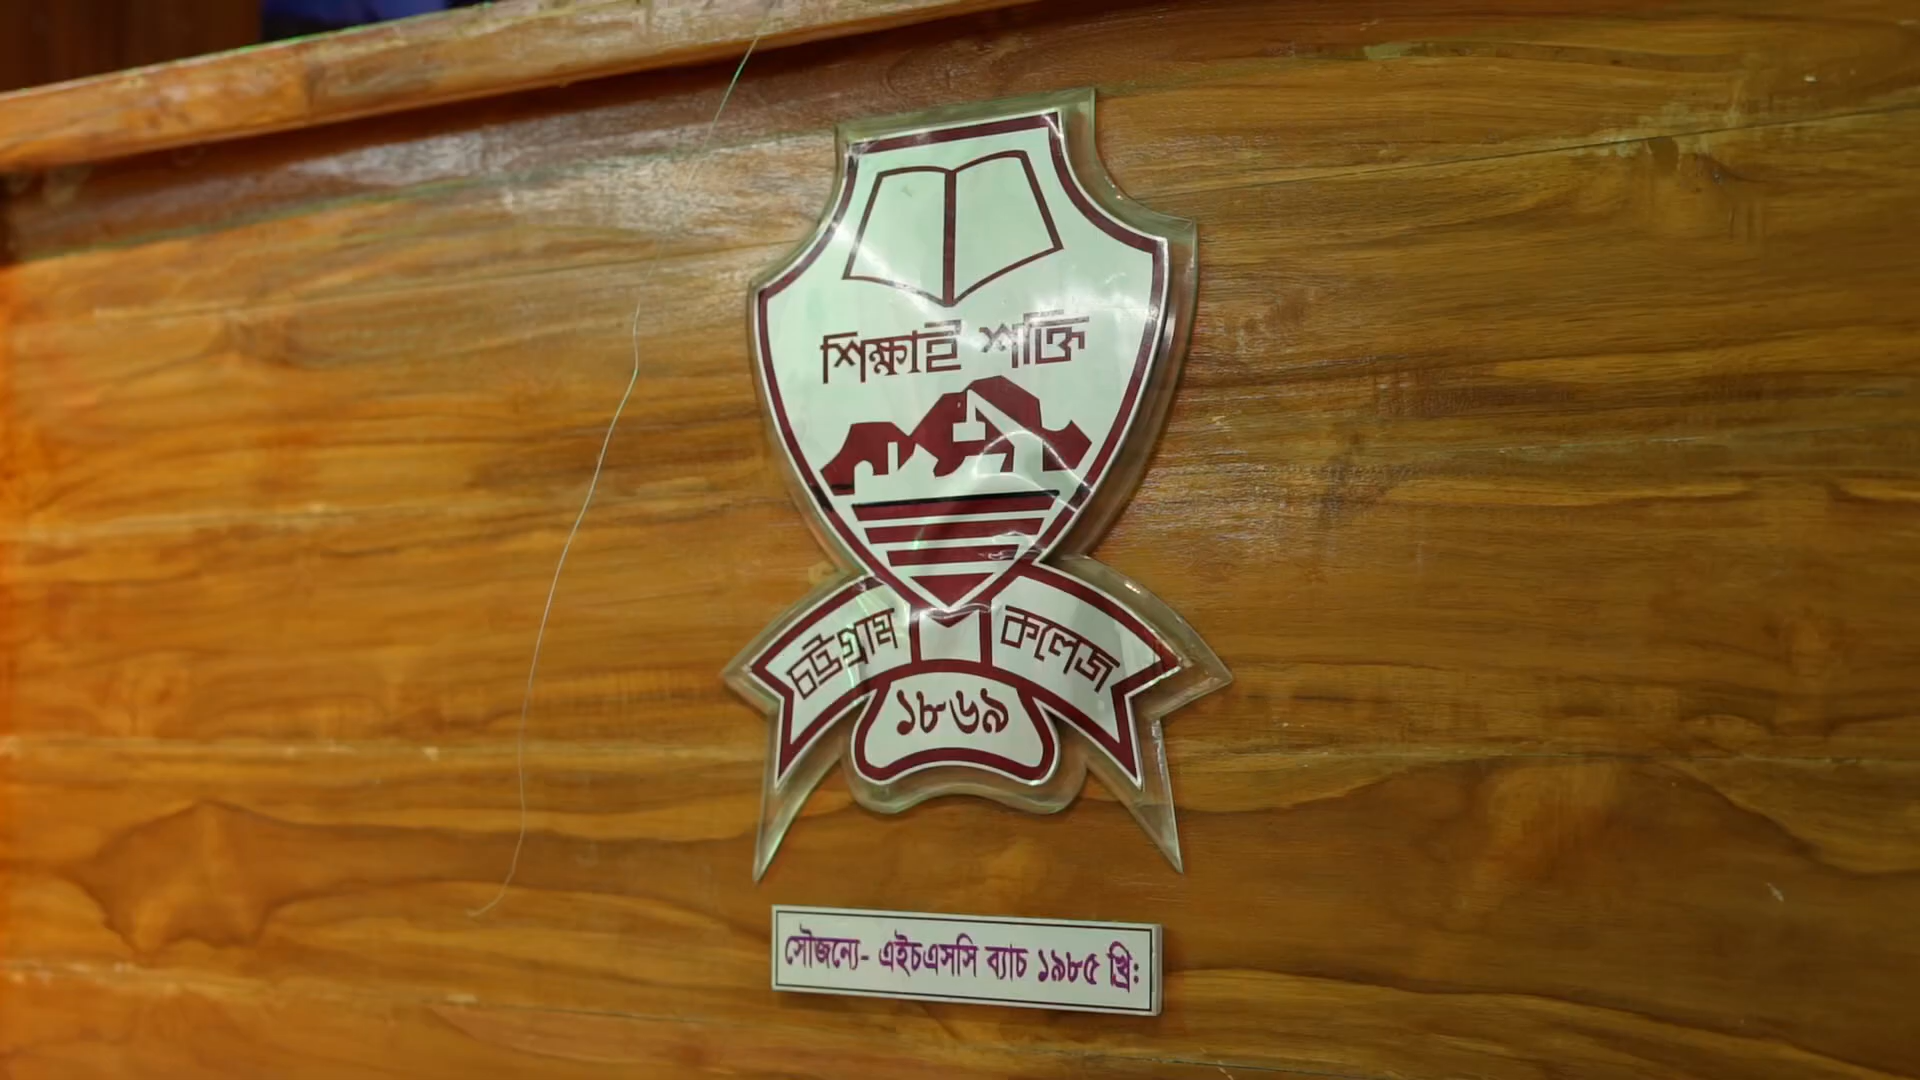 শিক্ষাই শক্তি
চট্টগ্রাম কলেজ
১৮৬৯
সৌজন্যে- এইচএসসি ব্যাচ ১৯৮৫ খ্রি: